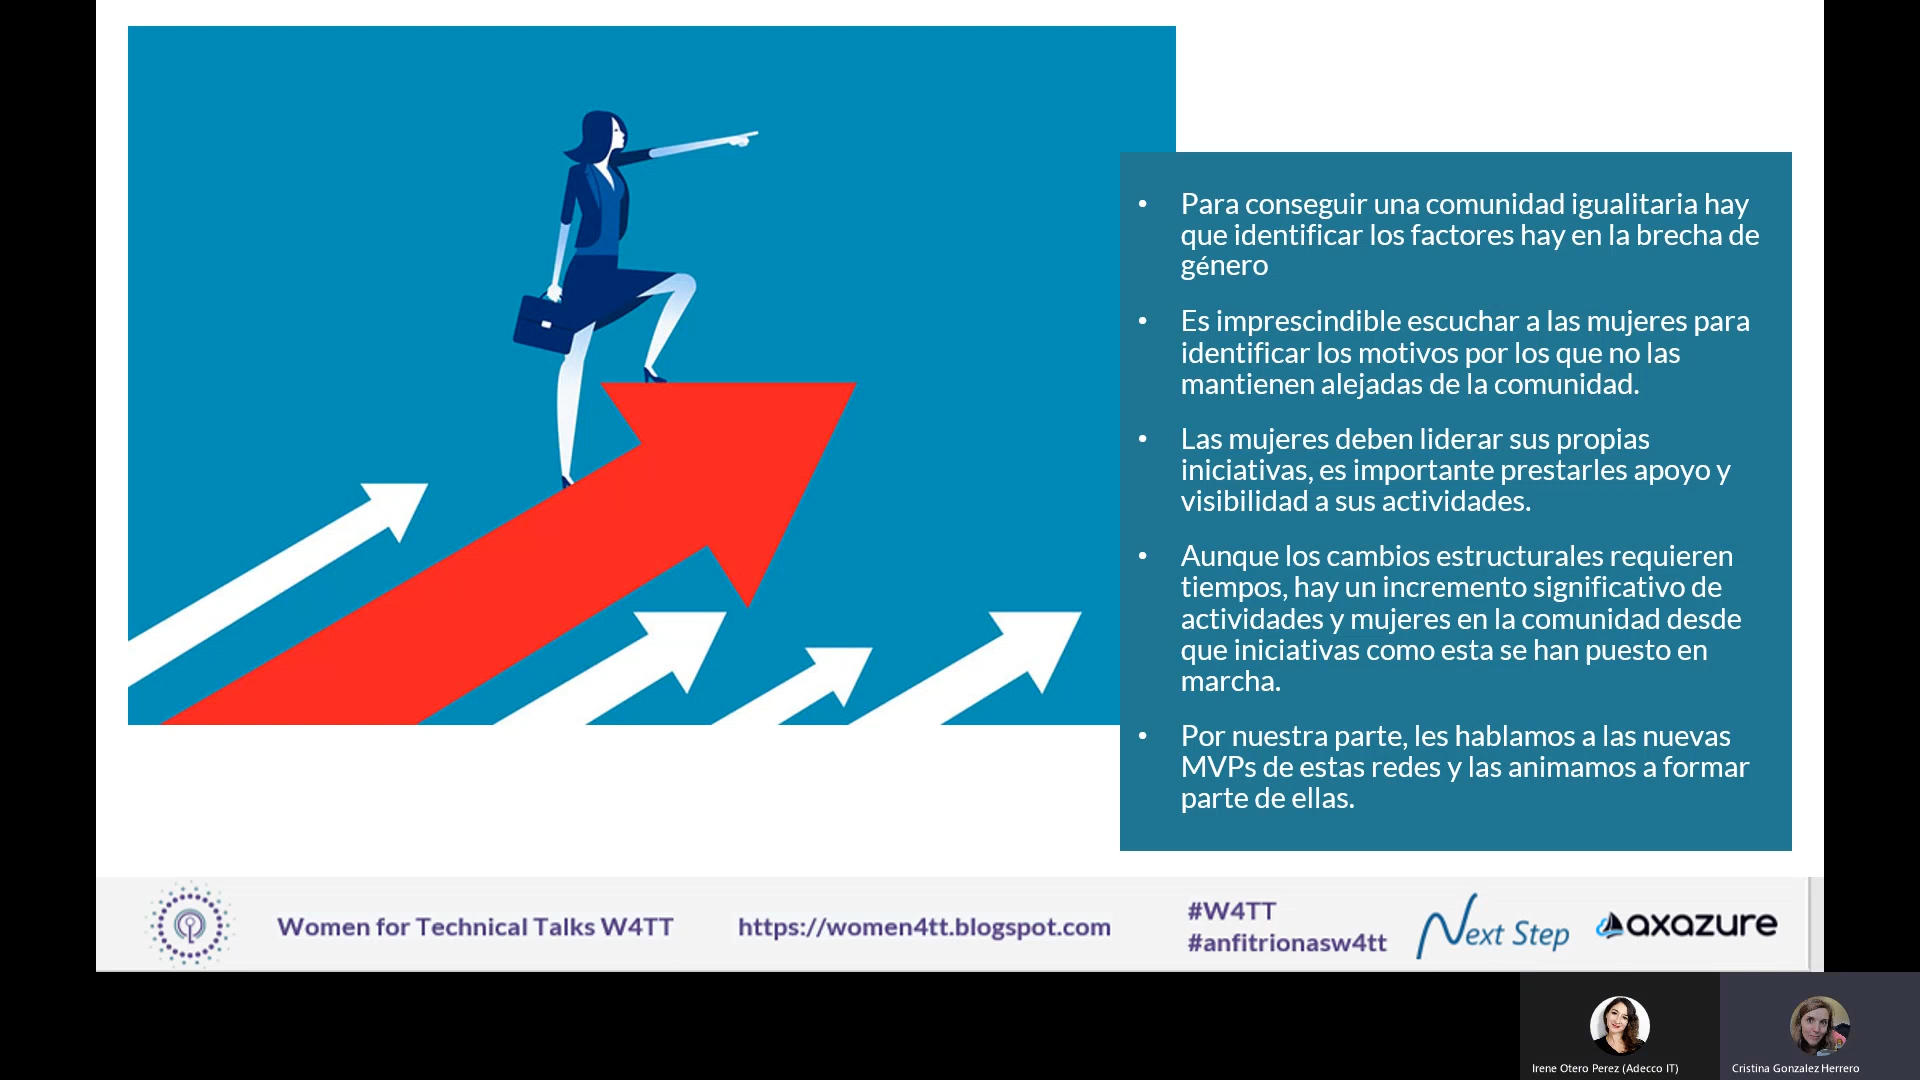 • Para conseguir una comunidad igualitaria hay
que identificar los factores hay en la brecha de
género
• Es imprescindible escuchar a las mujeres para
identificar los motivos por los que no las
mantienen alejadas de la comunidad.
• Las mujeres deben liderar sus propias
iniciativas, es importante prestarles apoyo y
visibilidad a sus actividades.
• Aunque los cambios estructurales requieren
tiempos, hay un incremento significativo de
actividades y mujeres en la comunidad desde
que iniciativas como esta se han puesto en
marcha.
• Por nuestra parte, les hablamos a las nuevas
MVPs de estas redes y las animamos a formar
parte de ellas.
Women for Technical Talks W4TT
https://women4tt.blogspot.com
#W4TT
#anfitrionasw4tt
Next Step
axazure
Irene Otero Perez (Adecco IT)
Cristina Gonzalez Herrero